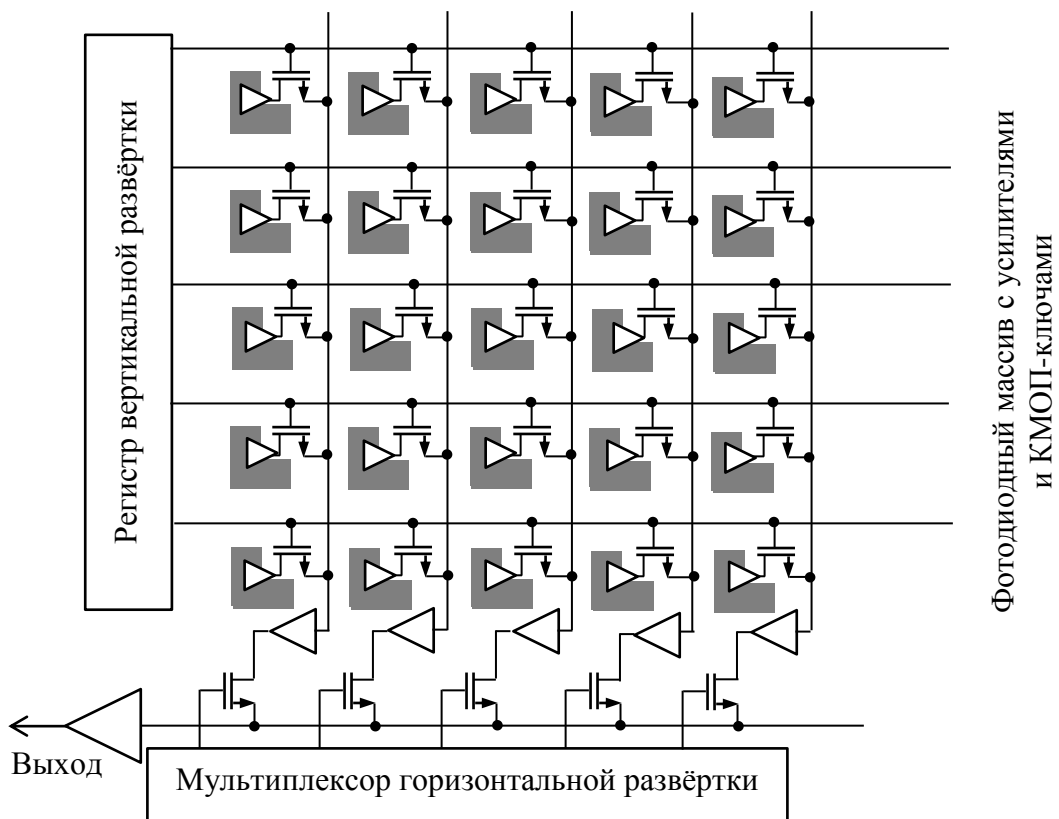 Регистр вертикальной развёртки
Фотодиодный массив с усилителями
и КМОП-ключами
Выход
Мультиплексор горизонтальной развёртки